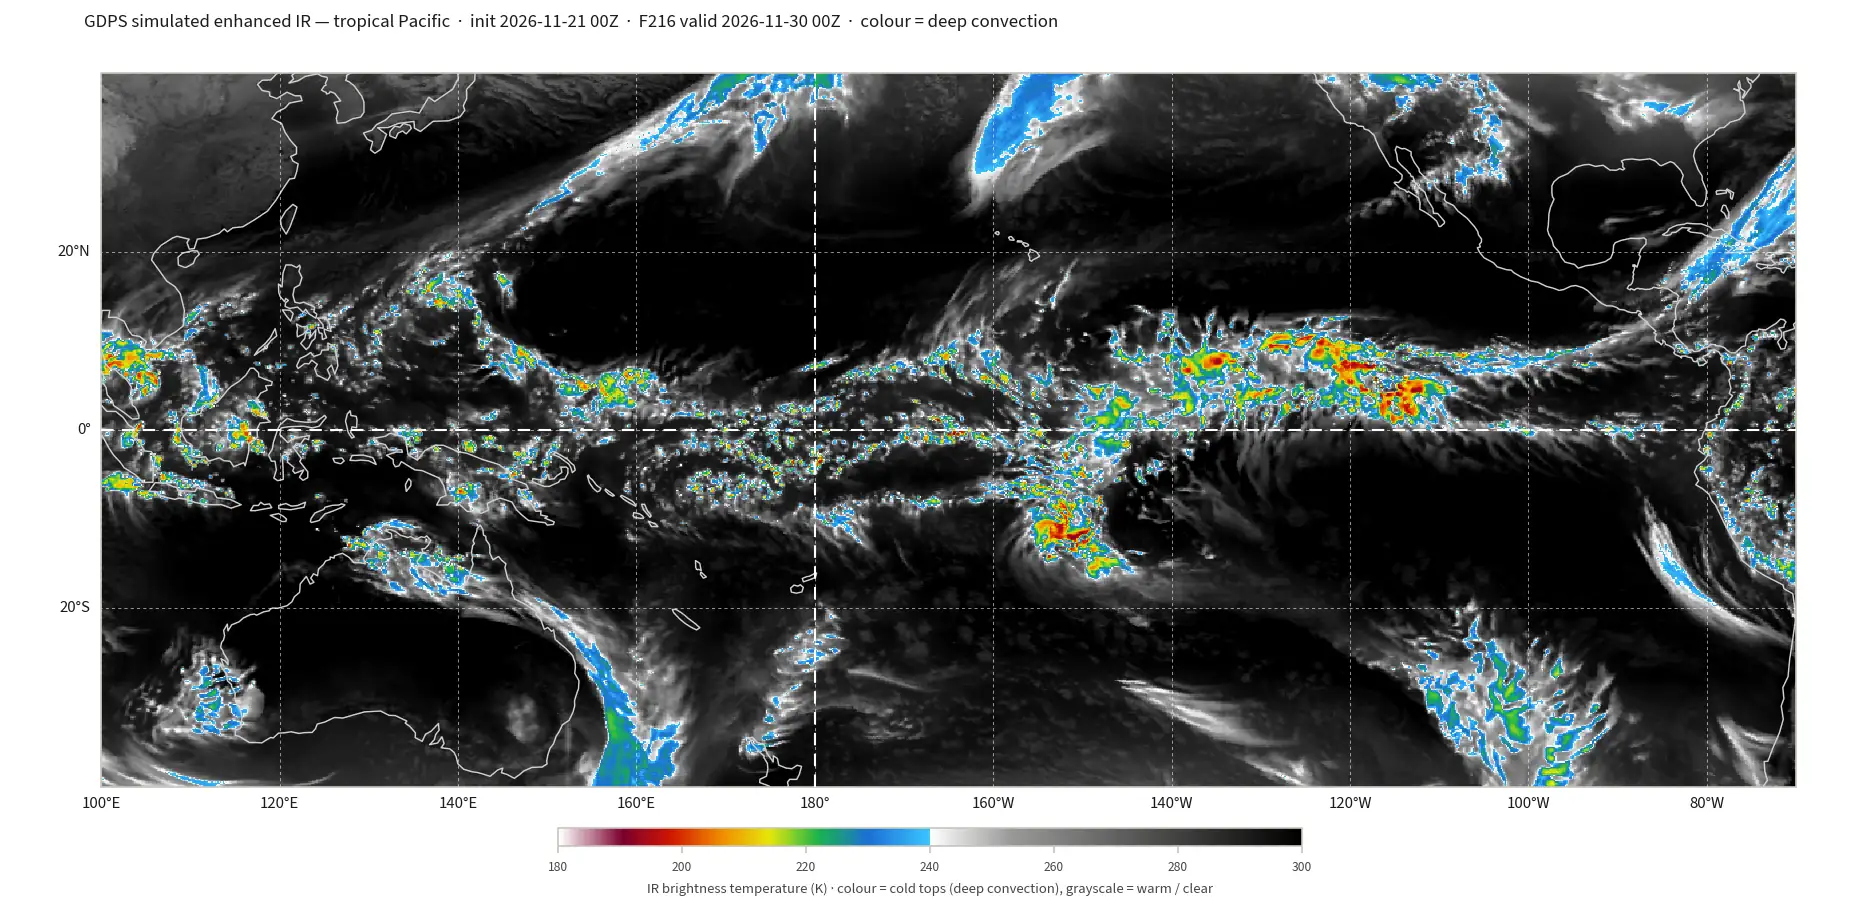 GDPS simulated enhanced IR — tropical Pacific · init 2026-11-21 00Z · F216 valid 2026-11-30 00Z · colour = deep convection
20°N
0°
20°S
100°E 120°E 140°E 160°E 180° 160°W 140°W 120°W 100°W 80°W
180 200 220 240 260 280 300
IR brightness temperature (K) · colour = cold tops (deep convection), grayscale = warm / clear